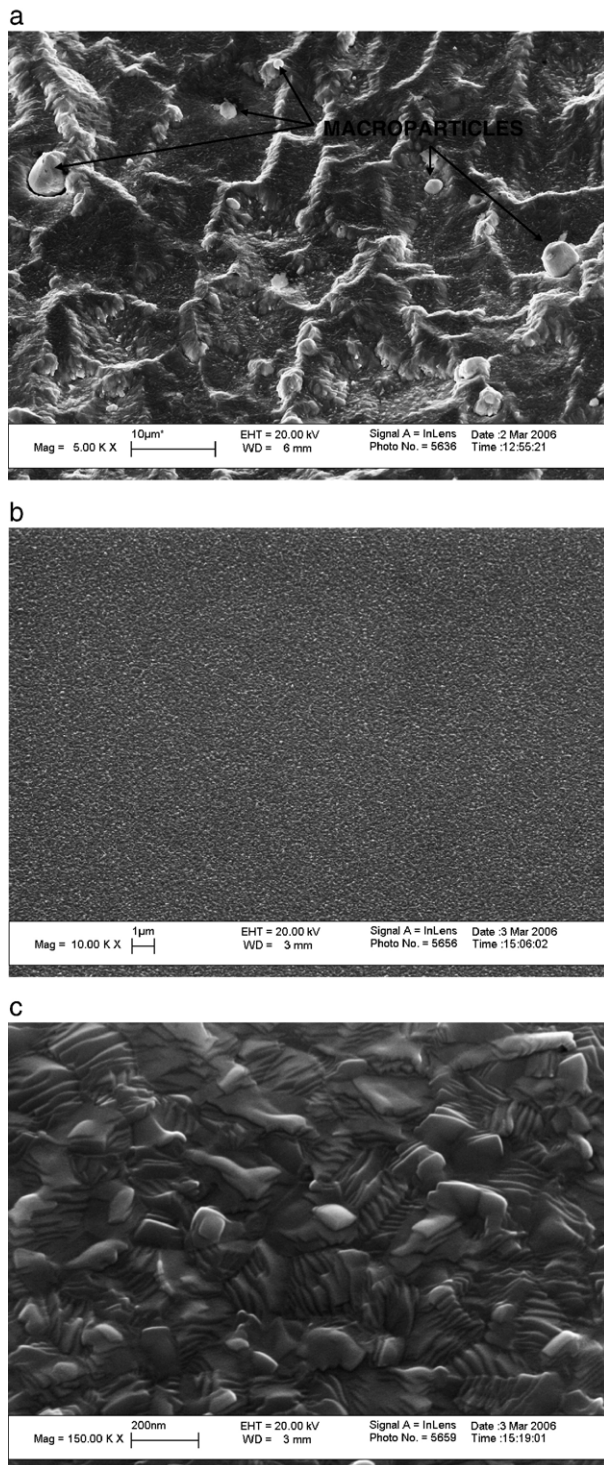 a
MACROPARTICLES
Mag = 5.00 K X 10µm* EHT = 20.00 kV Signal A = InLens Date :2 Mar 2006
WD = 6 mm Photo No. = 5636 Time :12:55:21
b
Mag = 10.00 K X 1µm EHT = 20.00 kV Signal A = InLens Date :3 Mar 2006
WD = 3 mm Photo No. = 5656 Time :15:06:02
c
Mag = 150.00 K X 200nm EHT = 20.00 kV Signal A = InLens Date :3 Mar 2006
WD = 3 mm Photo No. = 5659 Time :15:19:01